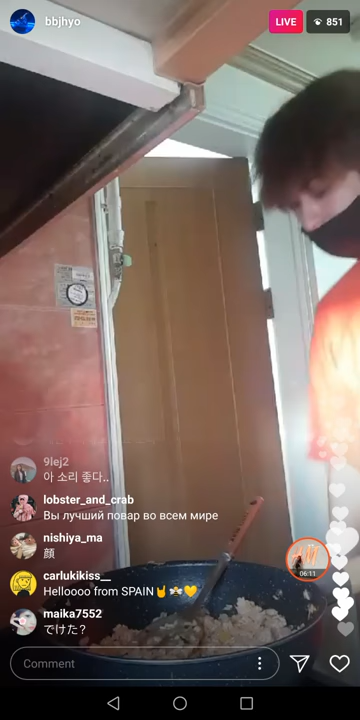 bbjhyo
LIVE
851
9lej2
아 소리 좋다..
lobster_and_crab
Вы лучший повар во всем мире
nishiya_ma
顔
carlukikiss__
Helloooo from SPAIN🤘🏻💛
maika7552
でけた?
06:11
Comment